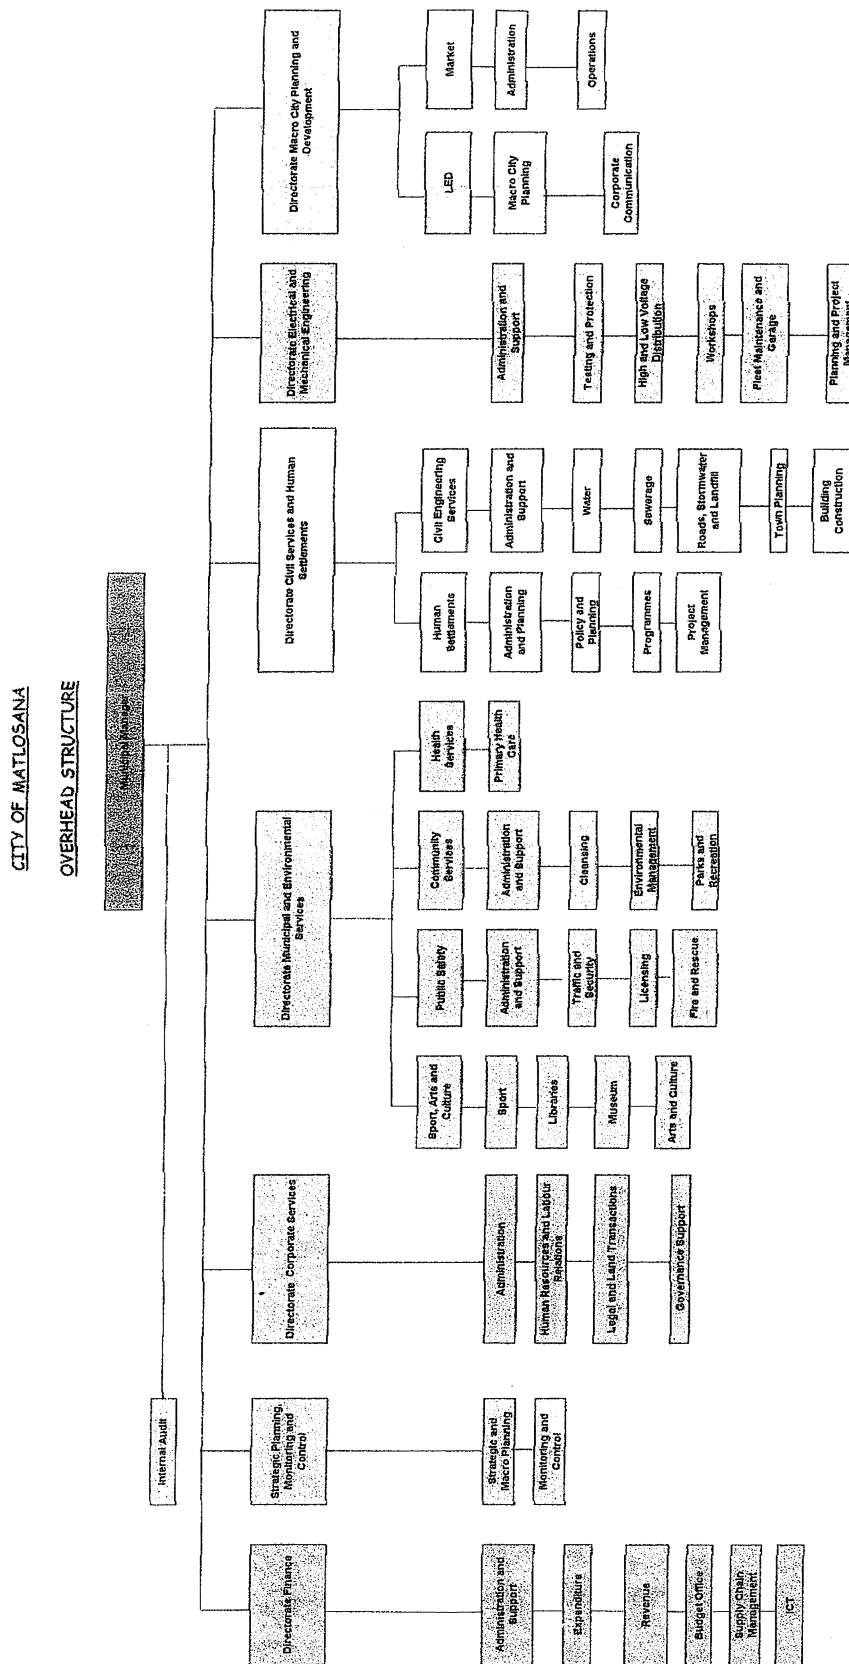 CITY OF MATLOSANA
OVERHEAD STRUCTURE
Municipal Manager
Internal Audit
Directorate Finance
Administration and
Support
Expenditure
Revenue
Budget Office
Supply Chain
Management
ICT
Strategic Planning,
Monitoring and
Control
Strategic and
Macro Planning
Monitoring and
Control
Directorate Corporate Services
Administration
Human Resources and Labour
Relations
Legal and Land Transactions
Governance Support
Directorate Municipal and Environmental
Services
Sport, Arts and
Culture
Sport
Libraries
Museum
Arts and Culture
Public Safety
Administration
and Support
Traffic and
Security
Licensing
Fire and Rescue
Community
Services
Administration
and Support
Cleansing
Environmental
Management
Parks and
Recreation
Health
Services
Primary Health
Care
Directorate Civil Services and Human
Settlements
Human
Settlements
Administration
and Planning
Policy and
Planning
Programmes
Project
Management
Civil Engineering
Services
Administration and
Support
Water
Sewerage
Roads, Stormwater
and Landfill
Town Planning
Building
Construction
Directorate Electrical and
Mechanical Engineering
Administration and
Support
Testing and Protection
High and Low Voltage
Distribution
Workshops
Fleet Maintenance and
Garage
Planning and Project
Management
Directorate Macro City Planning and
Development
LED
Macro City
Planning
Corporate
Communication
Market
Administration
Operations